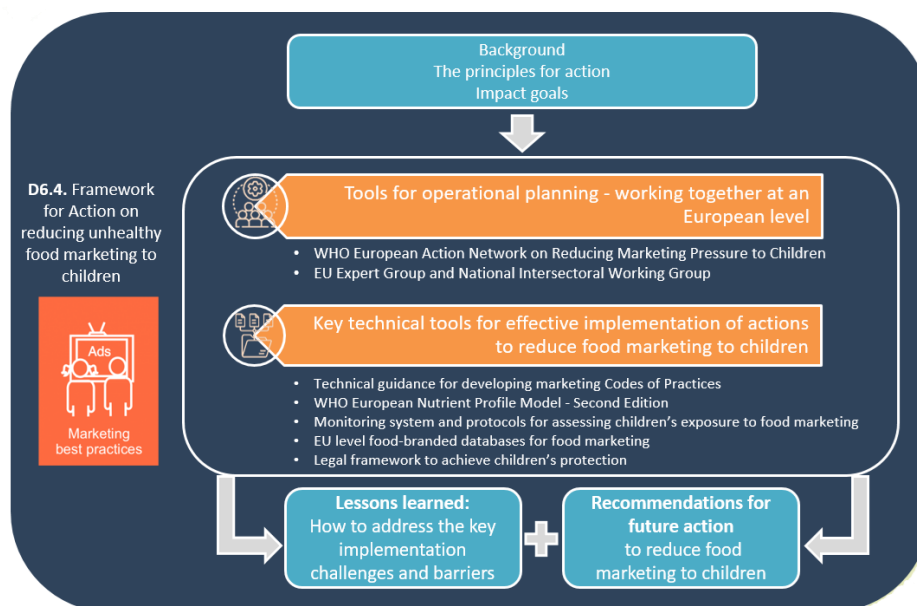 Background
The principles for action
Impact goals
D6.4. Framework
for Action on
reducing unhealthy
food marketing to
children
Ads
Marketing
best practices
Tools for operational planning - working together at an
European level
• WHO European Action Network on Reducing Marketing Pressure to Children
• EU Expert Group and National Intersectoral Working Group
Key technical tools for effective implementation of actions
to reduce food marketing to children
• Technical guidance for developing marketing Codes of Practices
• WHO European Nutrient Profile Model - Second Edition
• Monitoring system and protocols for assessing children's exposure to food marketing
• EU level food-branded databases for food marketing
• Legal framework to achieve children's protection
Lessons learned:
How to address the key
implementation
challenges and barriers
Recommendations for
future action
to reduce food
marketing to children